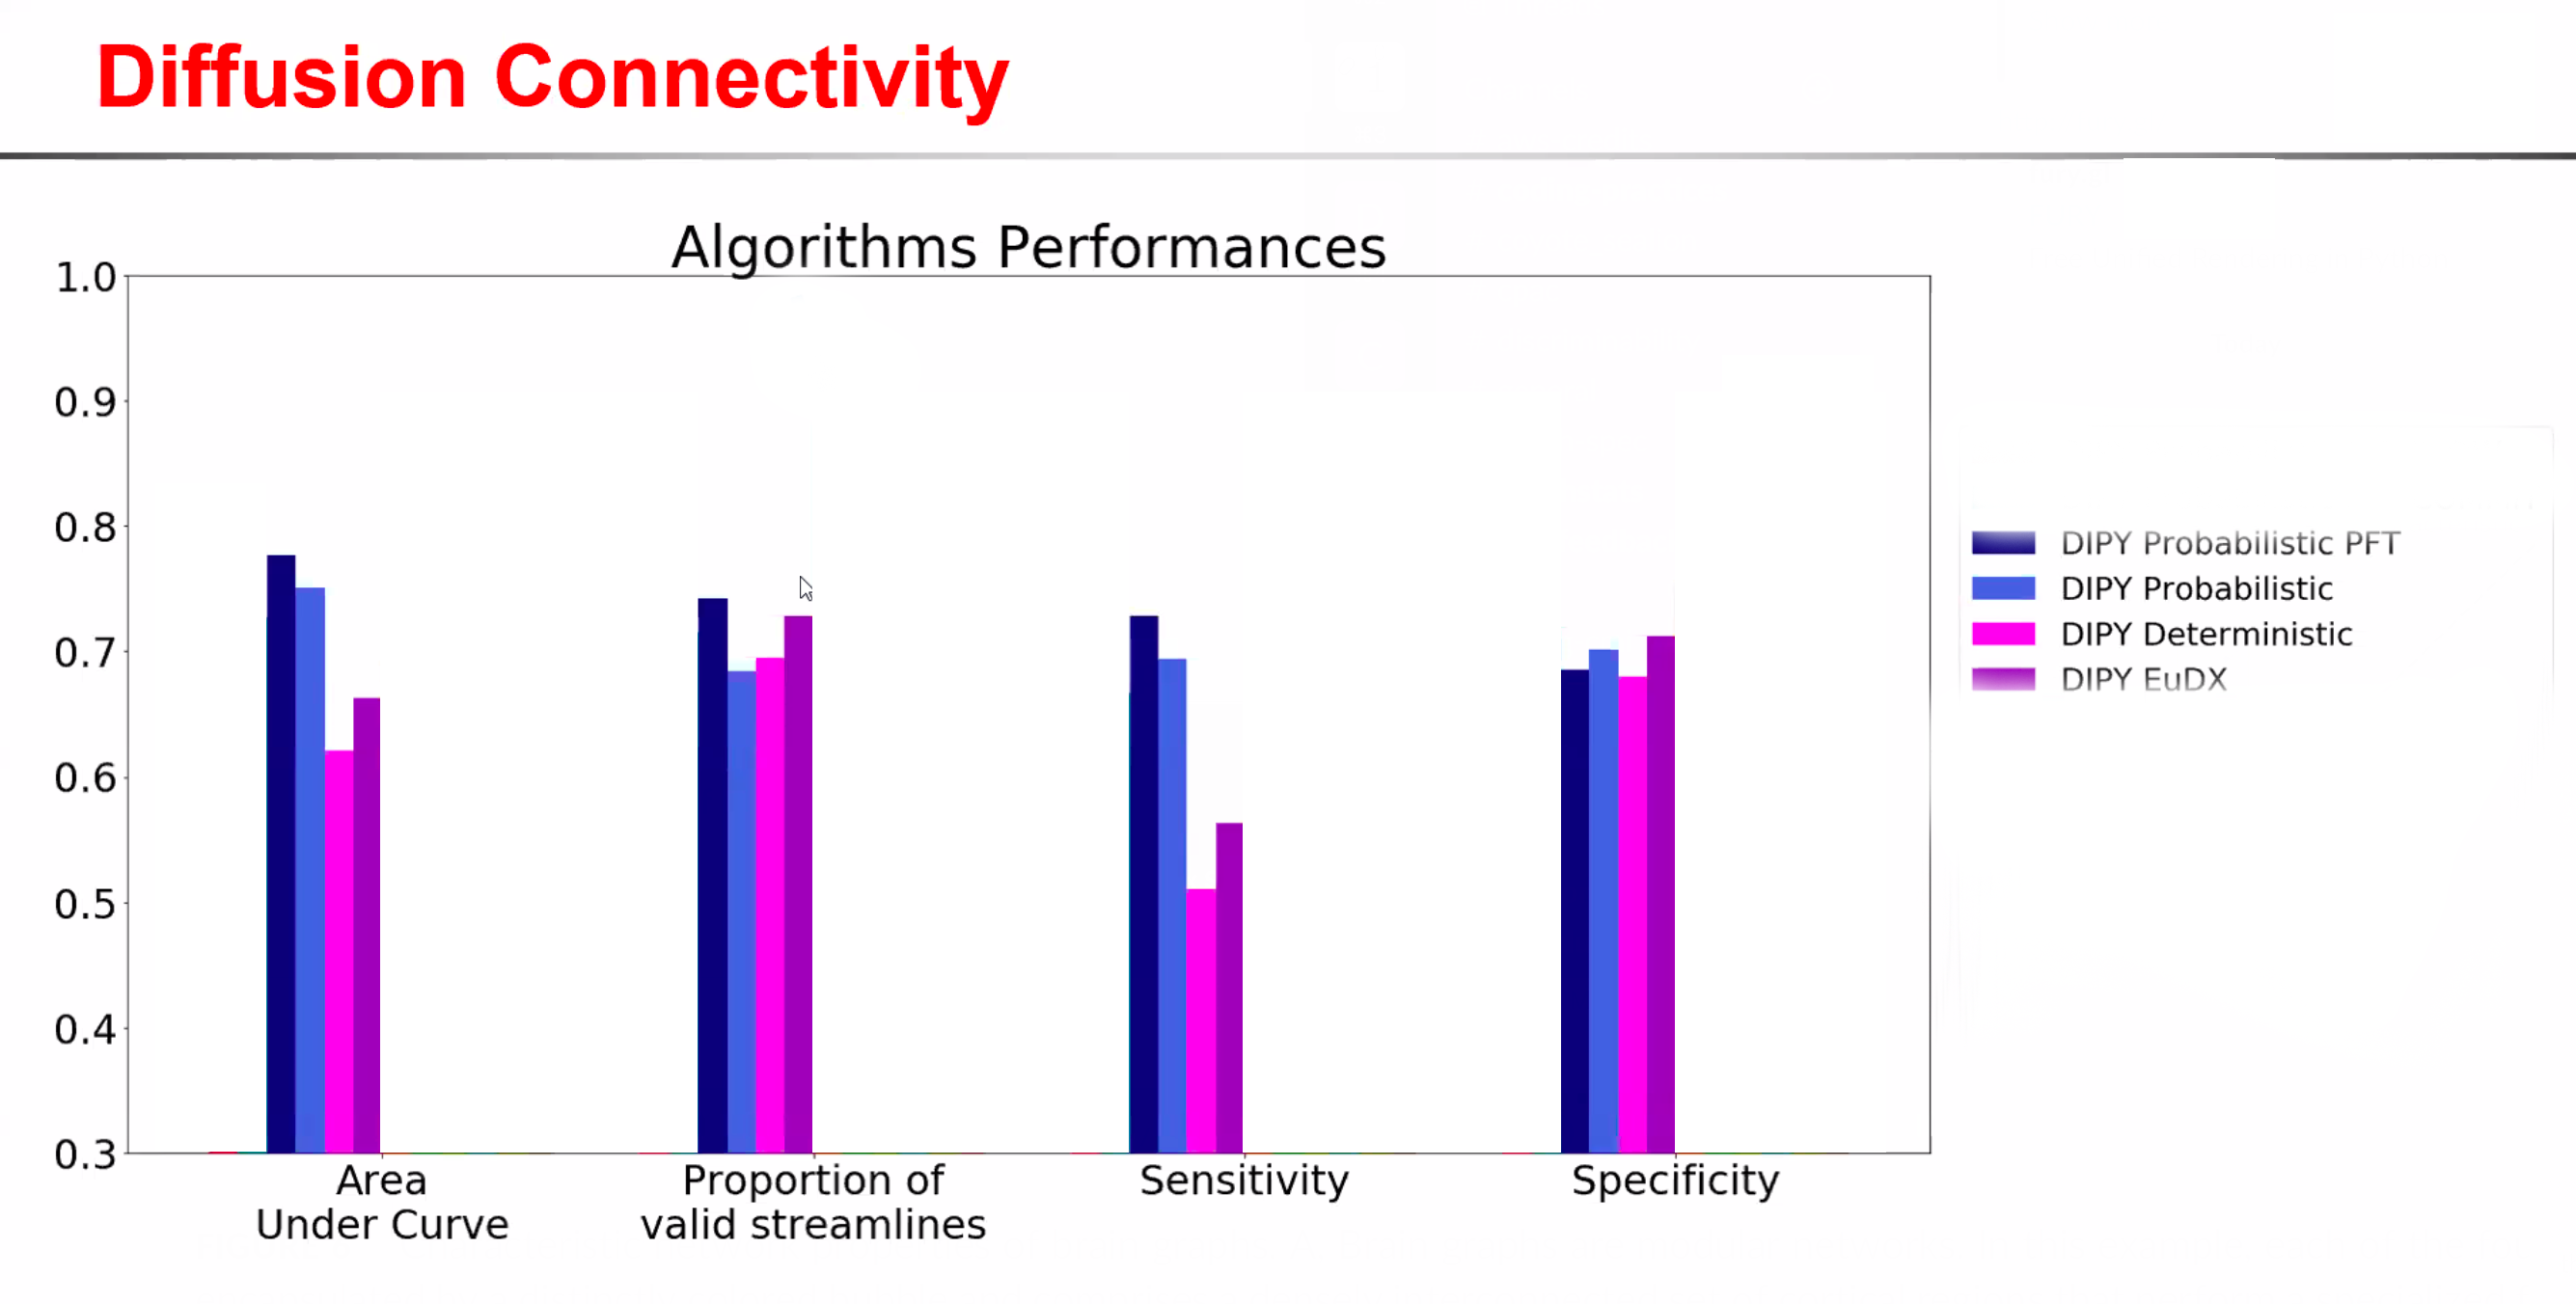 Diffusion Connectivity
Algorithms Performances
1.0
0.9
0.8
0.7
0.6
0.5
0.4
0.3
Area
Under Curve
Proportion of
valid streamlines
Sensitivity
Specificity
DIPY Probabilistic PFT
DIPY Probabilistic
DIPY Deterministic
DIPY EuDX